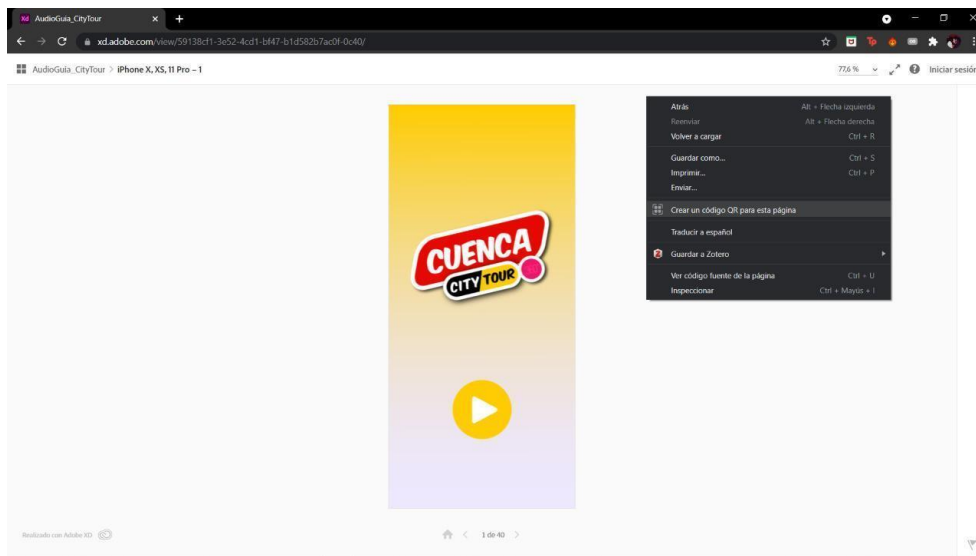 Xd AudioGuia_CityTour
xd.adobe.com/view/59138cf1-3e52-4cd1-bf47-b1d582b7ac0f-0c40/
Tp
AudioGuia_CityTour > iPhone X, XS, 11 Pro – 1
77,6 %
Iniciar sesión
CUENCA
CITY TOUR
Atrás Alt + Flecha izquierda
Reenviar Alt + Flecha derecha
Volver a cargar Ctrl + R
Guardar como... Ctrl + S
Imprimir... Ctrl + P
Enviar...
Crear un código QR para esta página
Traducir a español
Guardar a Zotero
Ver código fuente de la página Ctrl + U
Inspeccionar Ctrl + Mayús + I
Realizado con Adobe XD
1 de 40